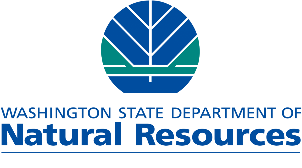 WASHINGTON STATE DEPARTMENT OF
Natural Resources